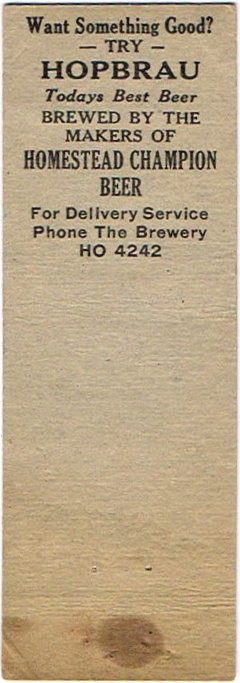 Want Something Good?
— TRY —
HOPBRAU
Todays Best Beer
BREWED BY THE
MAKERS OF
HOMESTEAD CHAMPION
BEER
For Delivery Service
Phone The Brewery
HO 4242